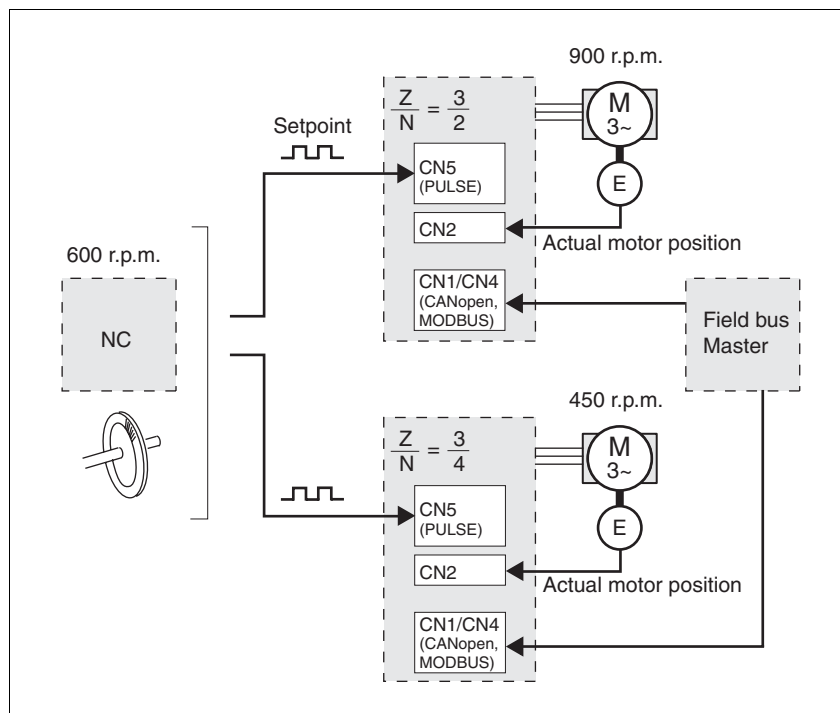 900 r.p.m.
Z/N = 3/2
M
3~
Setpoint
CN5
(PULSE)
E
CN2
Actual motor position
600 r.p.m.
NC
CN1/CN4
(CANopen,
MODBUS)
Field bus
Master
450 r.p.m.
Z/N = 3/4
M
3~
CN5
(PULSE)
E
CN2
Actual motor position
CN1/CN4
(CANopen,
MODBUS)